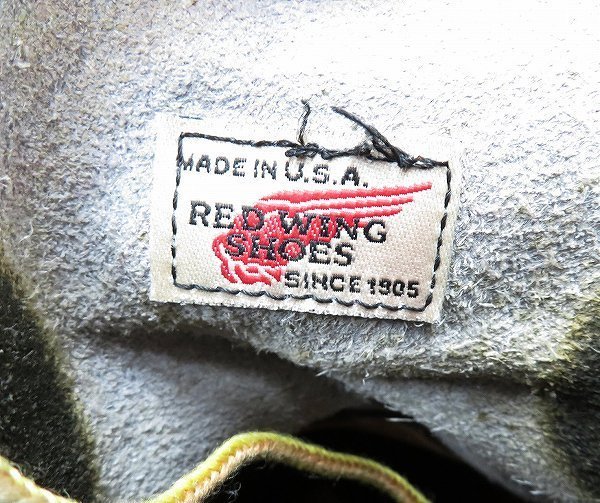 MADE IN U.S.A.
RED WING
SHOES
SINCE 1905